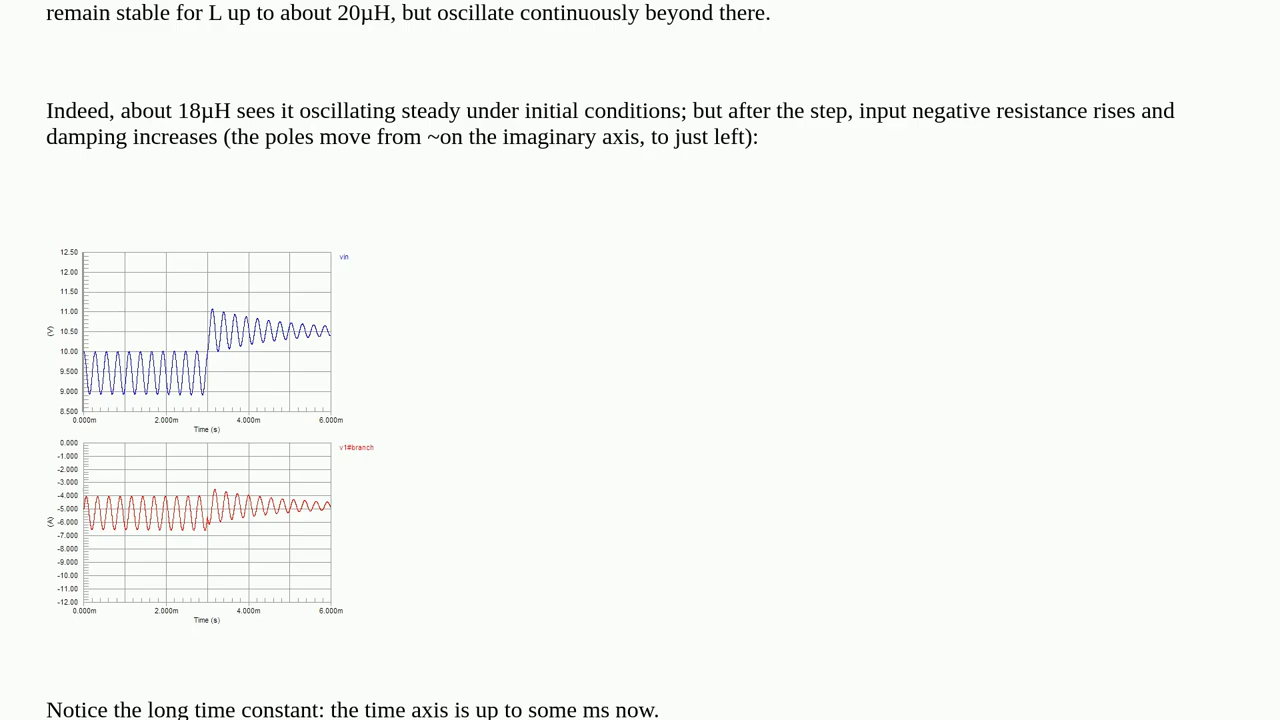 remain stable for L up to about 20µH, but oscillate continuously beyond there.
Indeed, about 18µH sees it oscillating steady under initial conditions; but after the step, input negative resistance rises and
damping increases (the poles move from ~on the imaginary axis, to just left):
12.50
12.00
11.50
11.00
10.50
10.00
9.500
9.000
8.500
(V)
vin
0.000m 2.000m 4.000m 6.000m
Time (s)
0.000
-1.000
-2.000
-3.000
-4.000
-5.000
-6.000
-7.000
-8.000
-9.000
-10.00
-11.00
-12.00
(A)
v1#branch
0.000m 2.000m 4.000m 6.000m
Time (s)
Notice the long time constant: the time axis is up to some ms now.